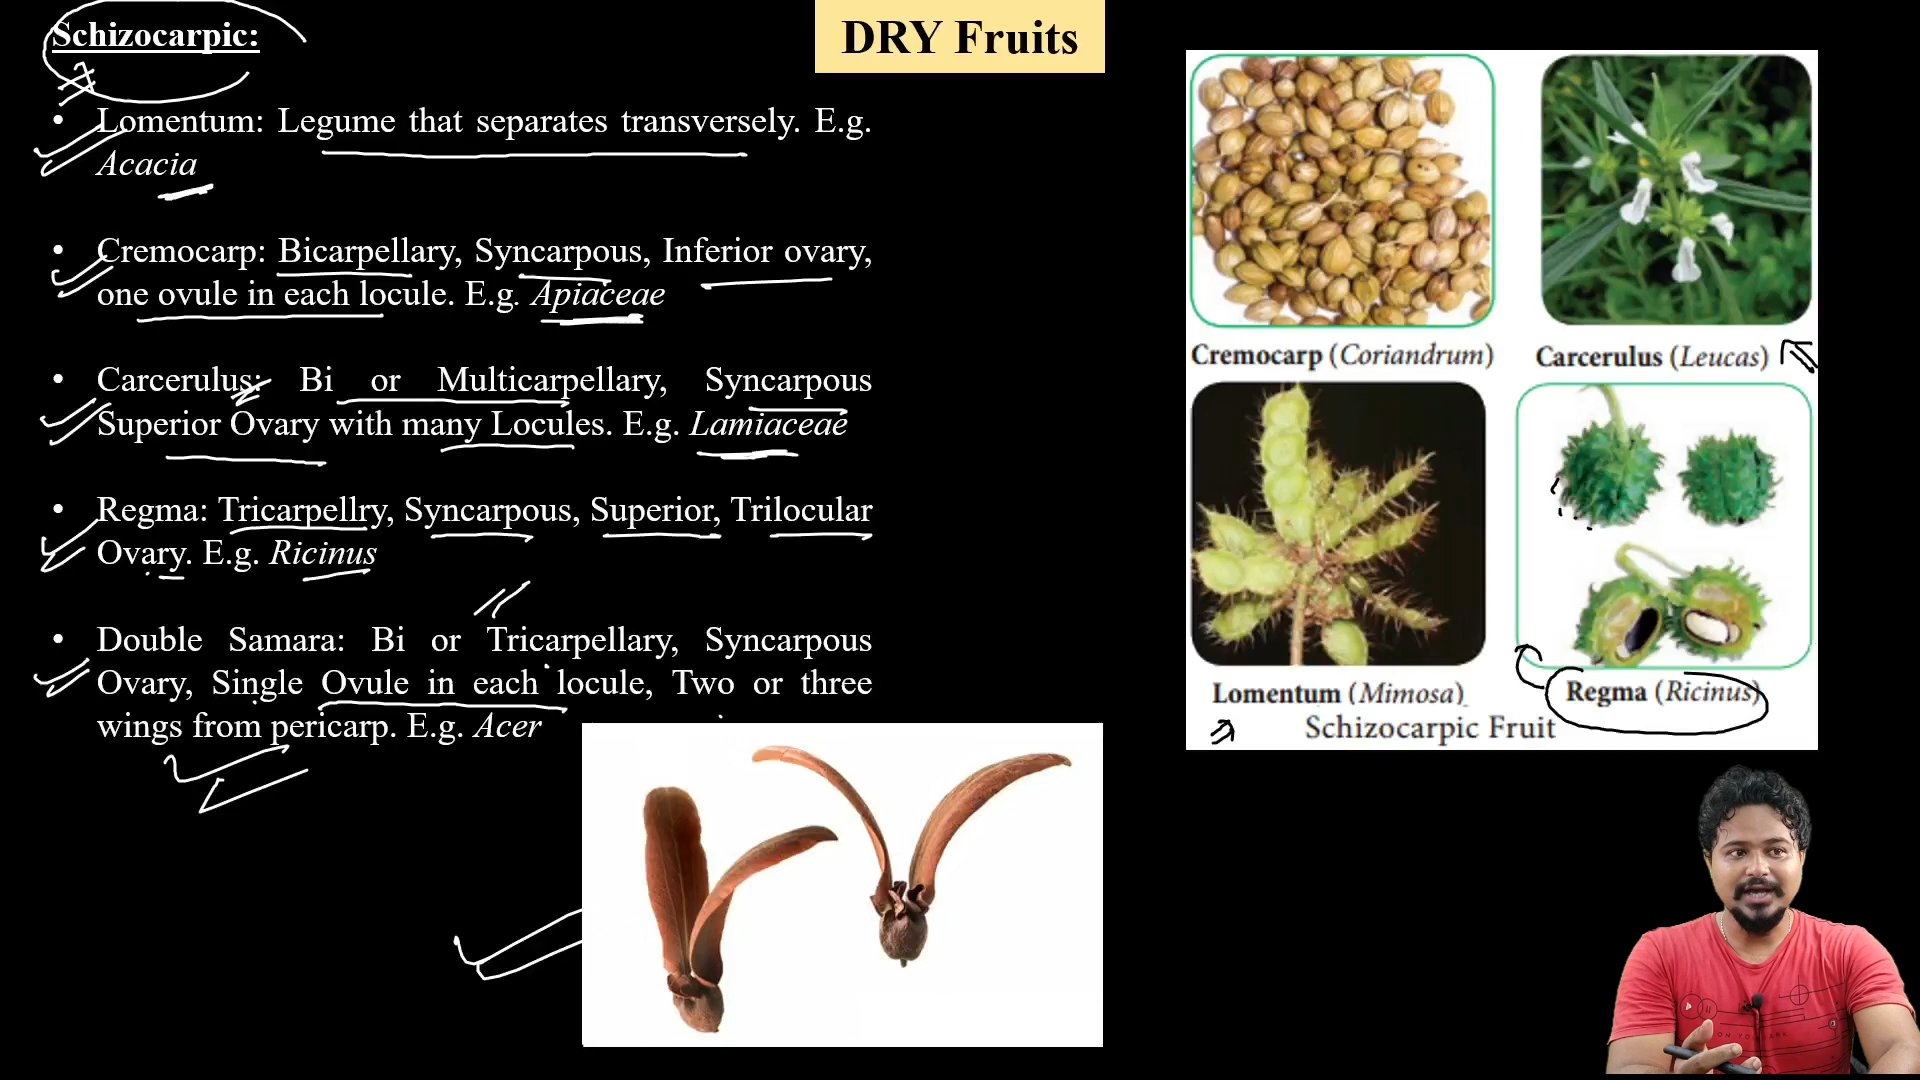 Schizocarpic:
DRY Fruits
• Lomentum: Legume that separates transversely. E.g.
Acacia
• Cremocarp: Bicarpellary, Syncarpous, Inferior ovary,
one ovule in each locule. E.g. Apiaceae
• Carcerulus: Bi or Multicarpellary, Syncarpous
Superior Ovary with many Locules. E.g. Lamiaceae
• Regma: Tricarpellry, Syncarpous, Superior, Trilocular
Ovary. E.g. Ricinus
• Double Samara: Bi or Tricarpellary, Syncarpous
Ovary, Single Ovule in each locule, Two or three
wings from pericarp. E.g. Acer
Cremocarp (Coriandrum)
Carcerulus (Leucas)
Lomentum (Mimosa)
Regma (Ricinus)
Schizocarpic Fruit